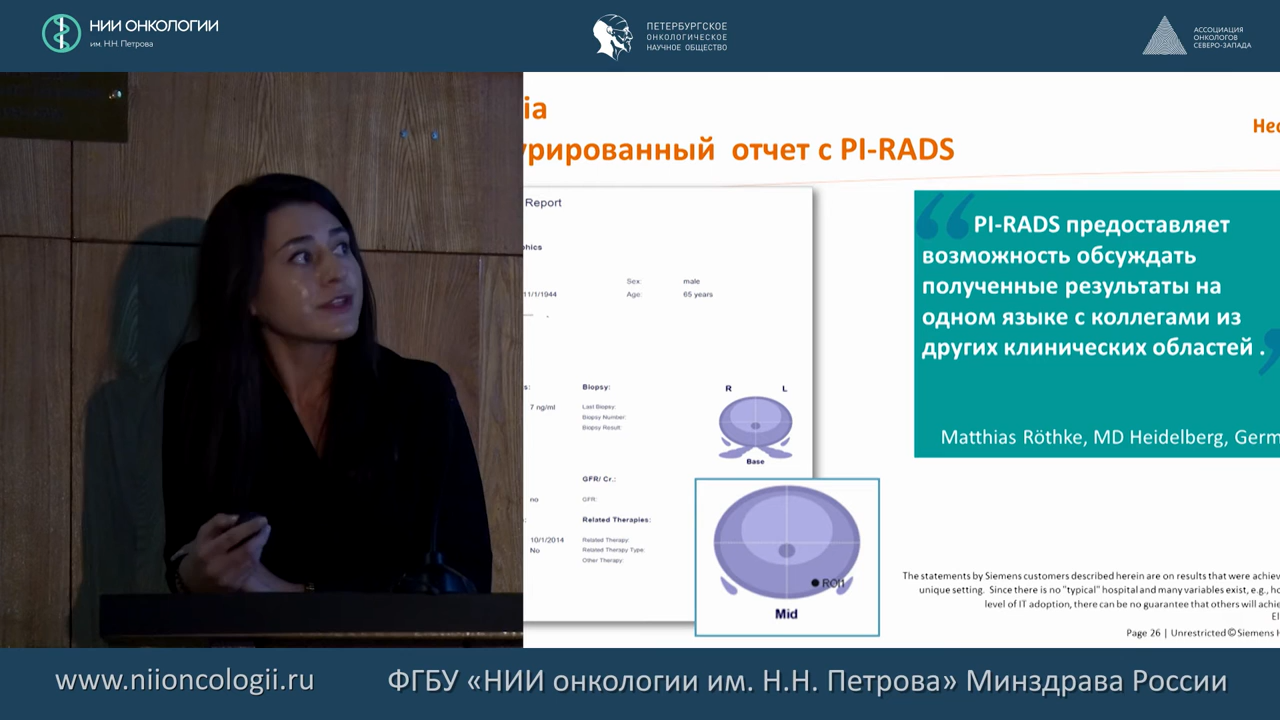 НИИ ОНКОЛОГИИ
им. Н.Н. Петрова
ПЕТЕРБУРГСКОЕ
ОНКОЛОГИЧЕСКОЕ
НАУЧНОЕ ОБЩЕСТВО
АССОЦИАЦИЯ
ОНКОЛОГОВ
СЕВЕРО-ЗАПАДА
ia
урированный отчет с PI-RADS
Нес
Report
hics
Sex: male
11/1/1944
Age: 65 years
s:
Biopsy:
7 ng/ml
Last Biopsy:
Biopsy Number:
Biopsy Result:
R L
Base
GFR/ Cr.:
no
GFR:
Related Therapies:
10/1/2014
Related Therapy:
No
Related Therapy Type:
Other Therapy:
ROI1
Mid
“ PI-RADS предоставляет
возможность обсуждать
полученные результаты на
одном языке с коллегами из
других клинических областей .
Matthias Röthke, MD Heidelberg, Germ
The statements by Siemens customers described herein are on results that were achiev
unique setting. Since there is no "typical" hospital and many variables exist, e.g., ho
level of IT adoption, there can be no guarantee that others will achie
El
Page 26 | Unrestricted © Siemens H
www.niioncologii.ru
ФГБУ «НИИ онкологии им. Н.Н. Петрова» Минздрава России